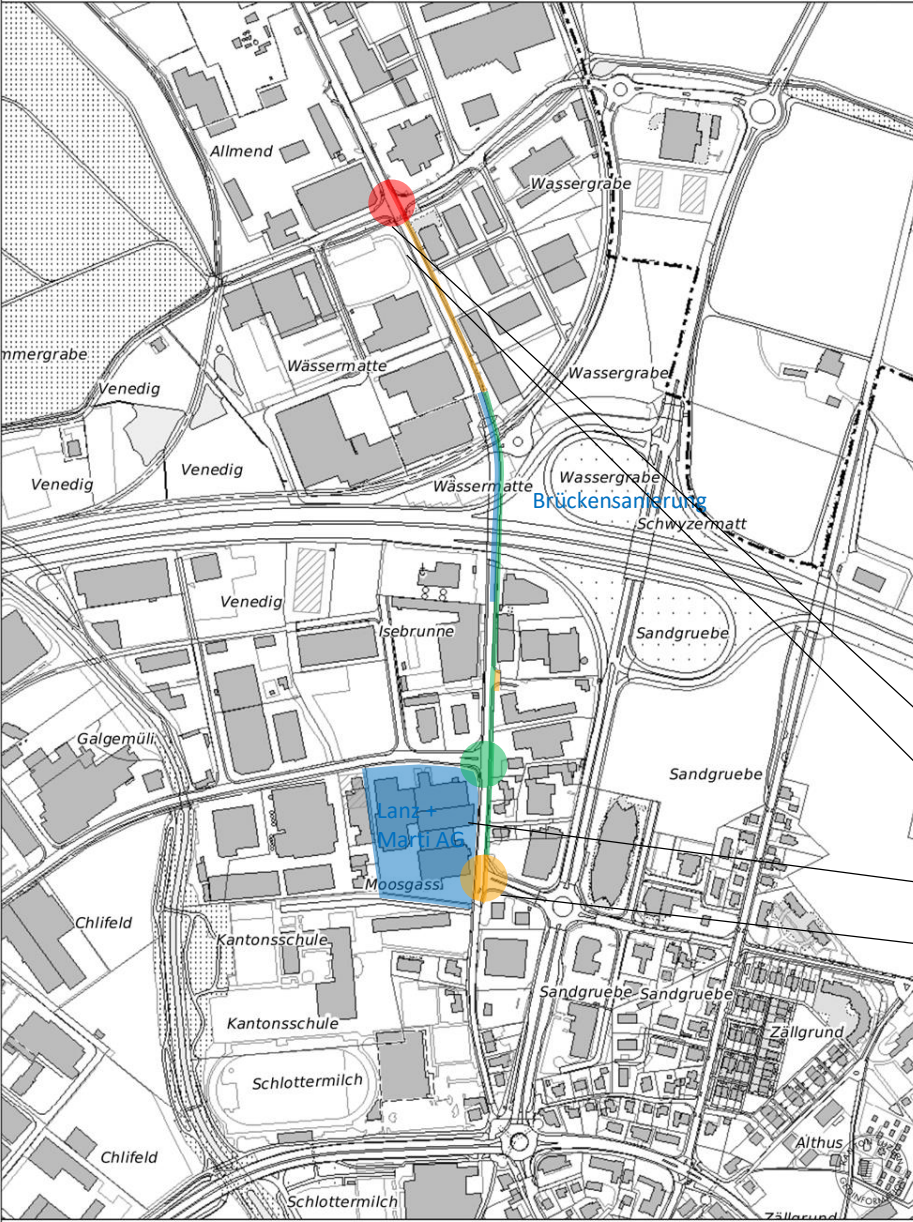 Allmend
Wassergrabe
mmergrabe
Wässermatte
Wassergrabe
Venedig
Venedig
Venedig
Wässermatte
Wassergrabe
Brückensanierung
Schwyzermatt
Venedig
Isebrunne
Sandgruebe
Galgemüli
Sandgruebe
Lanz +
Marti AG
Moosgass
Chlifeld
Kantonsschule
Sandgruebe
Sandgruebe
Kantonsschule
Zällgrund
Schlottermilch
Althus
Chlifeld
Schlottermilch
Zällgrund